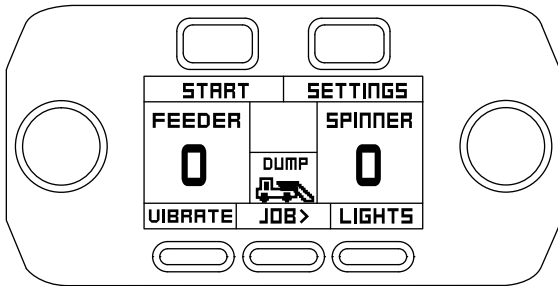 START SETTINGS
FEEDER SPINNER
0 0
DUMP
VIBRATE JOB> LIGHTS